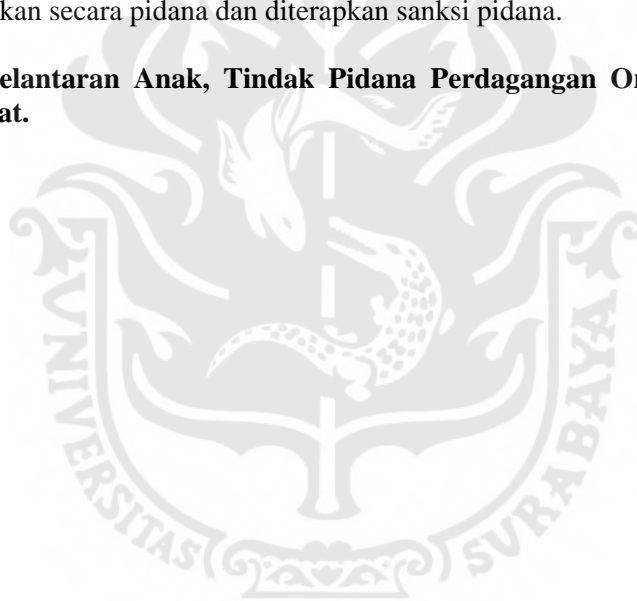 kan secara pidana dan diterapkan sanksi pidana.
elantaran Anak, Tindak Pidana Perdagangan Or
at.
UNIVERSITAS SURABAYA